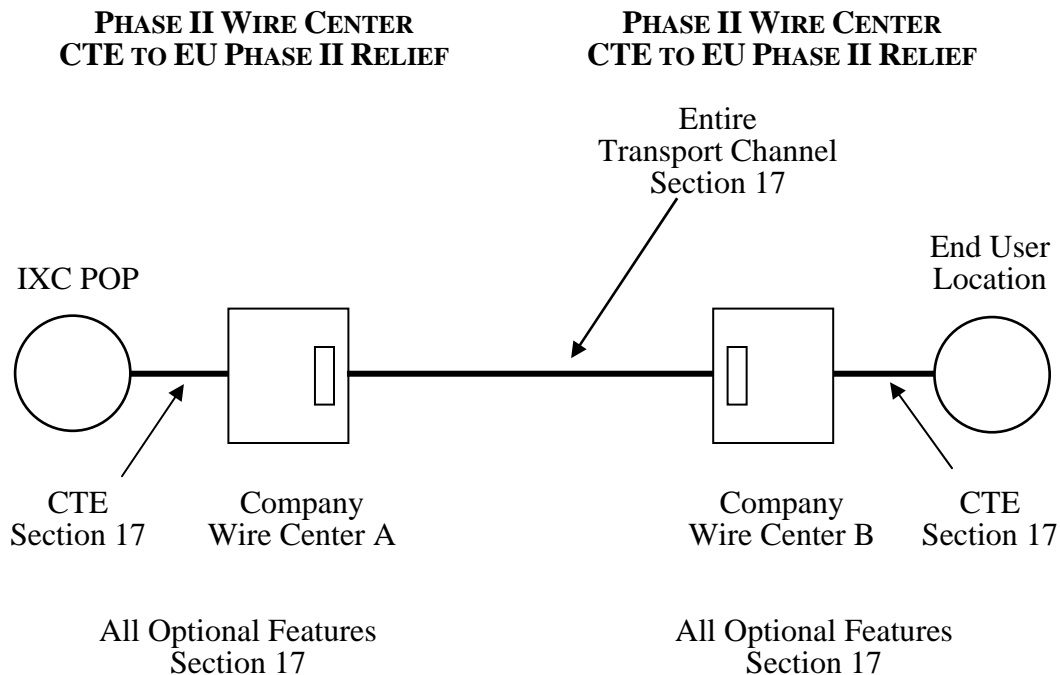 PHASE II WIRE CENTER
CTE TO EU PHASE II RELIEF
PHASE II WIRE CENTER
CTE TO EU PHASE II RELIEF
Entire
Transport Channel
Section 17
IXC POP
End User
Location
CTE
Section 17
Company
Wire Center A
Company
Wire Center B
CTE
Section 17
All Optional Features
Section 17
All Optional Features
Section 17